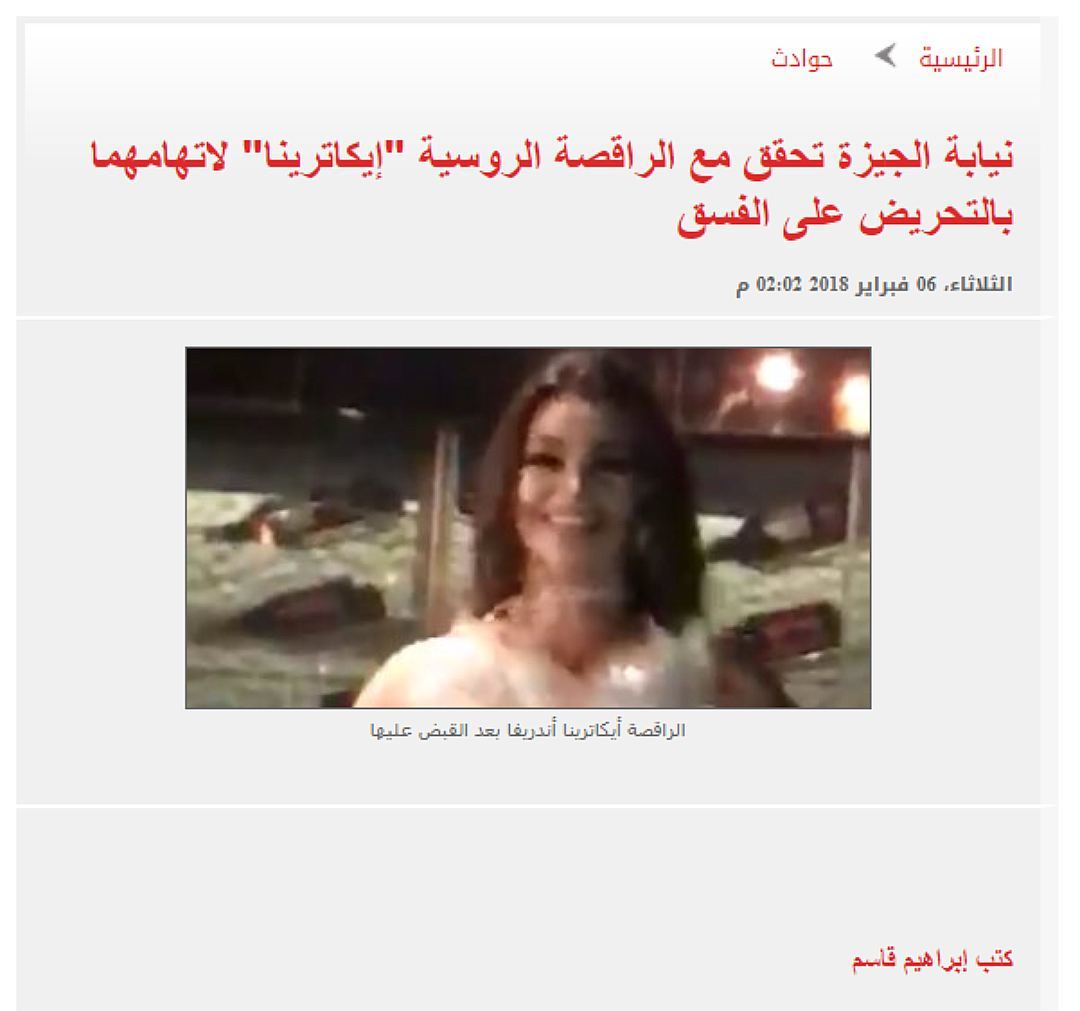 الرئيسية
حوادث
نيابة الجيزة تحقق مع الراقصة الروسية "إيكاترينا" لاتهامهما
بالتحريض على الفسق
الثلاثاء، 06 فبراير 2018 02:02 م
الراقصة أيكاترينا أندريفا بعد القبض عليها
كتب إبراهيم قاسم